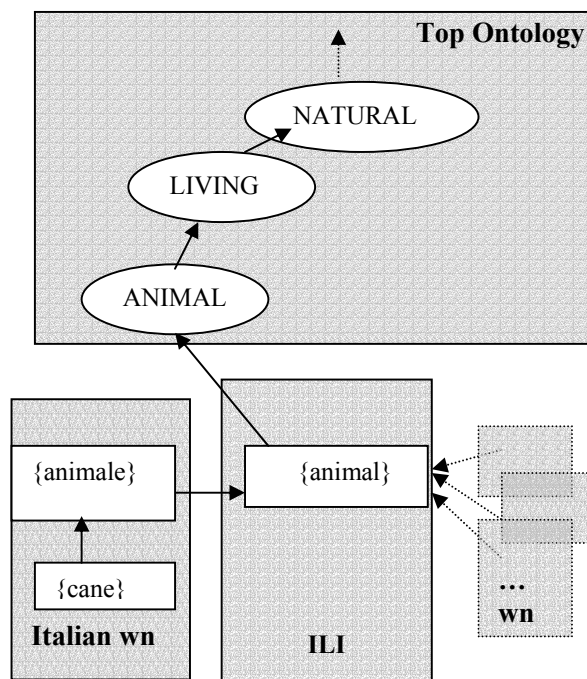 Top Ontology
NATURAL
LIVING
ANIMAL
{animale}
{animal}
{cane}
…
wn
Italian wn
ILI